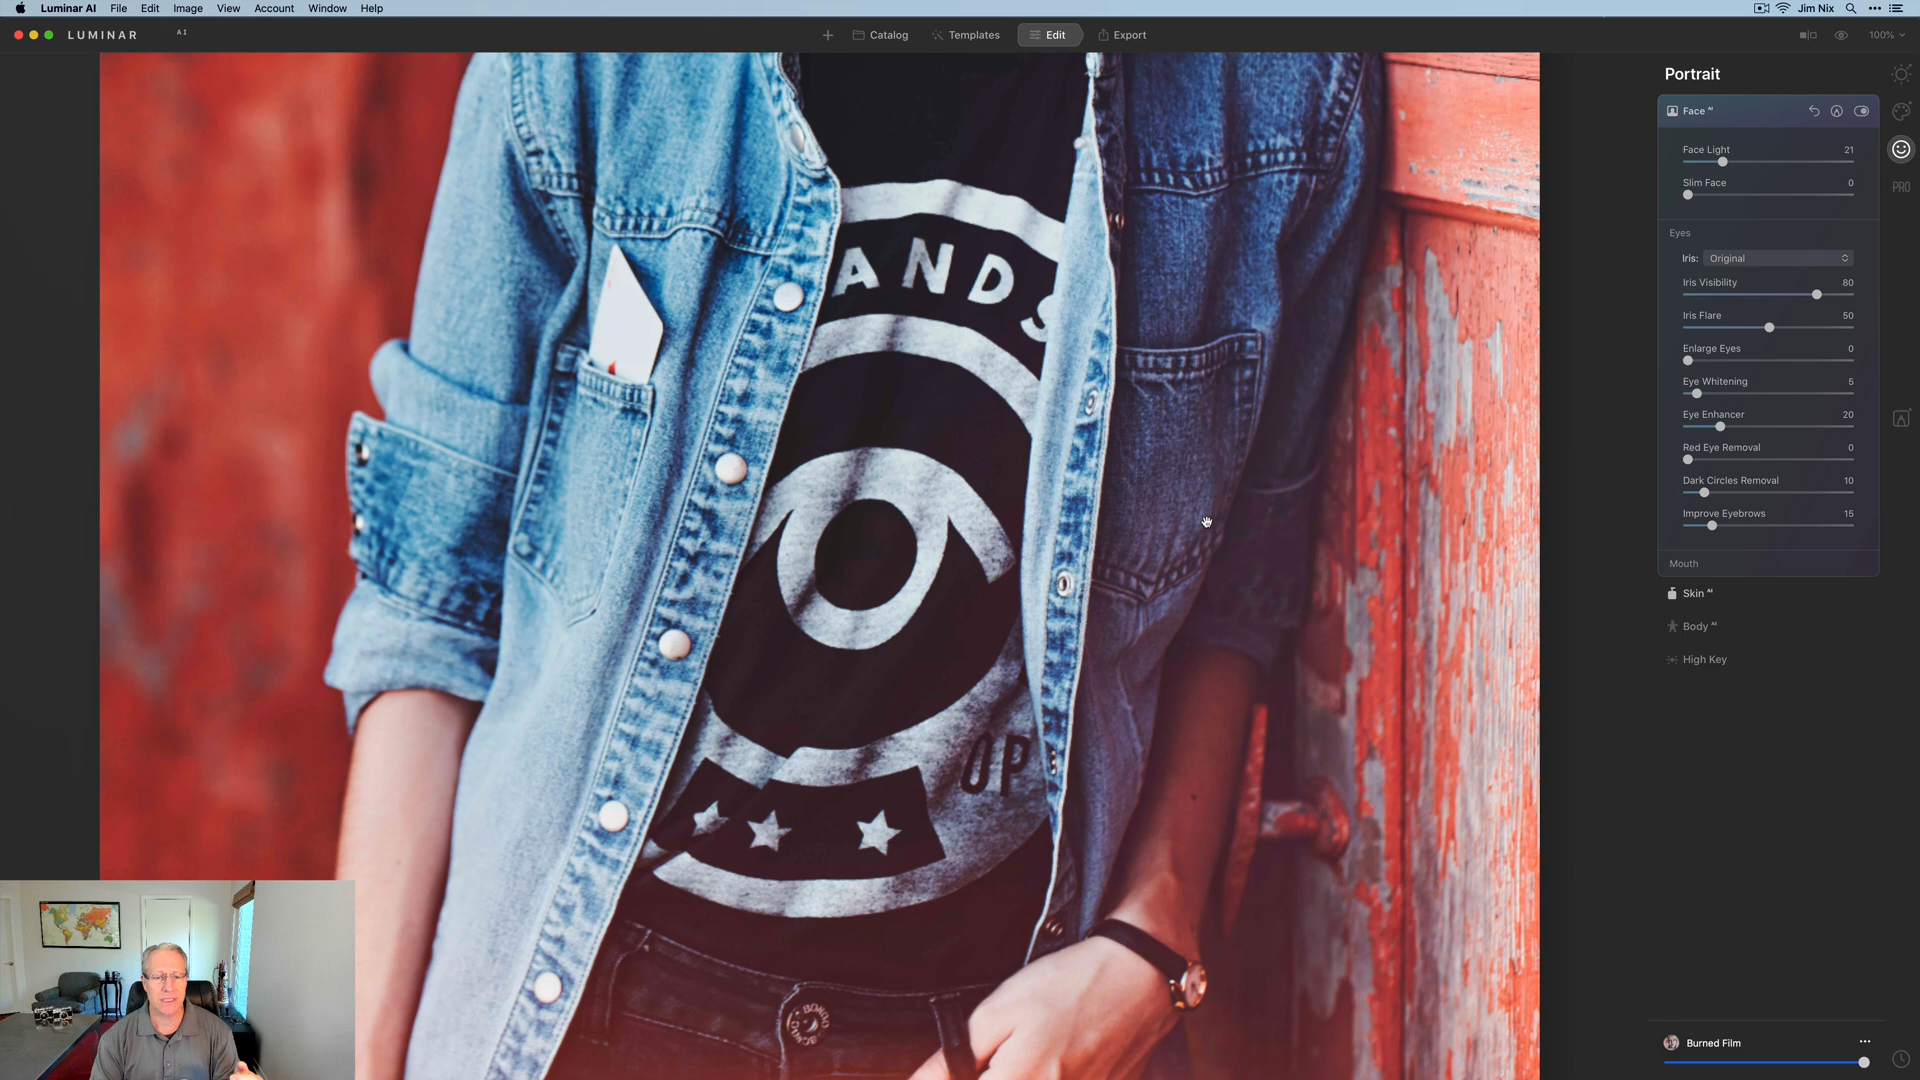 Luminar AI File Edit Image View Account Window Help Jim Nix
LUMINAR AI Catalog Templates Edit Export 100%
Portrait
Face AI
Face Light 21
Slim Face 0
PRO
Eyes
Iris: Original
Iris Visibility 80
Iris Flare 50
Enlarge Eyes 0
Eye Whitening 5
Eye Enhancer 20
Red Eye Removal 0
Dark Circles Removal 10
Improve Eyebrows 15
Mouth
Skin AI
Body AI
High Key
ANDS
OP
Burned Film